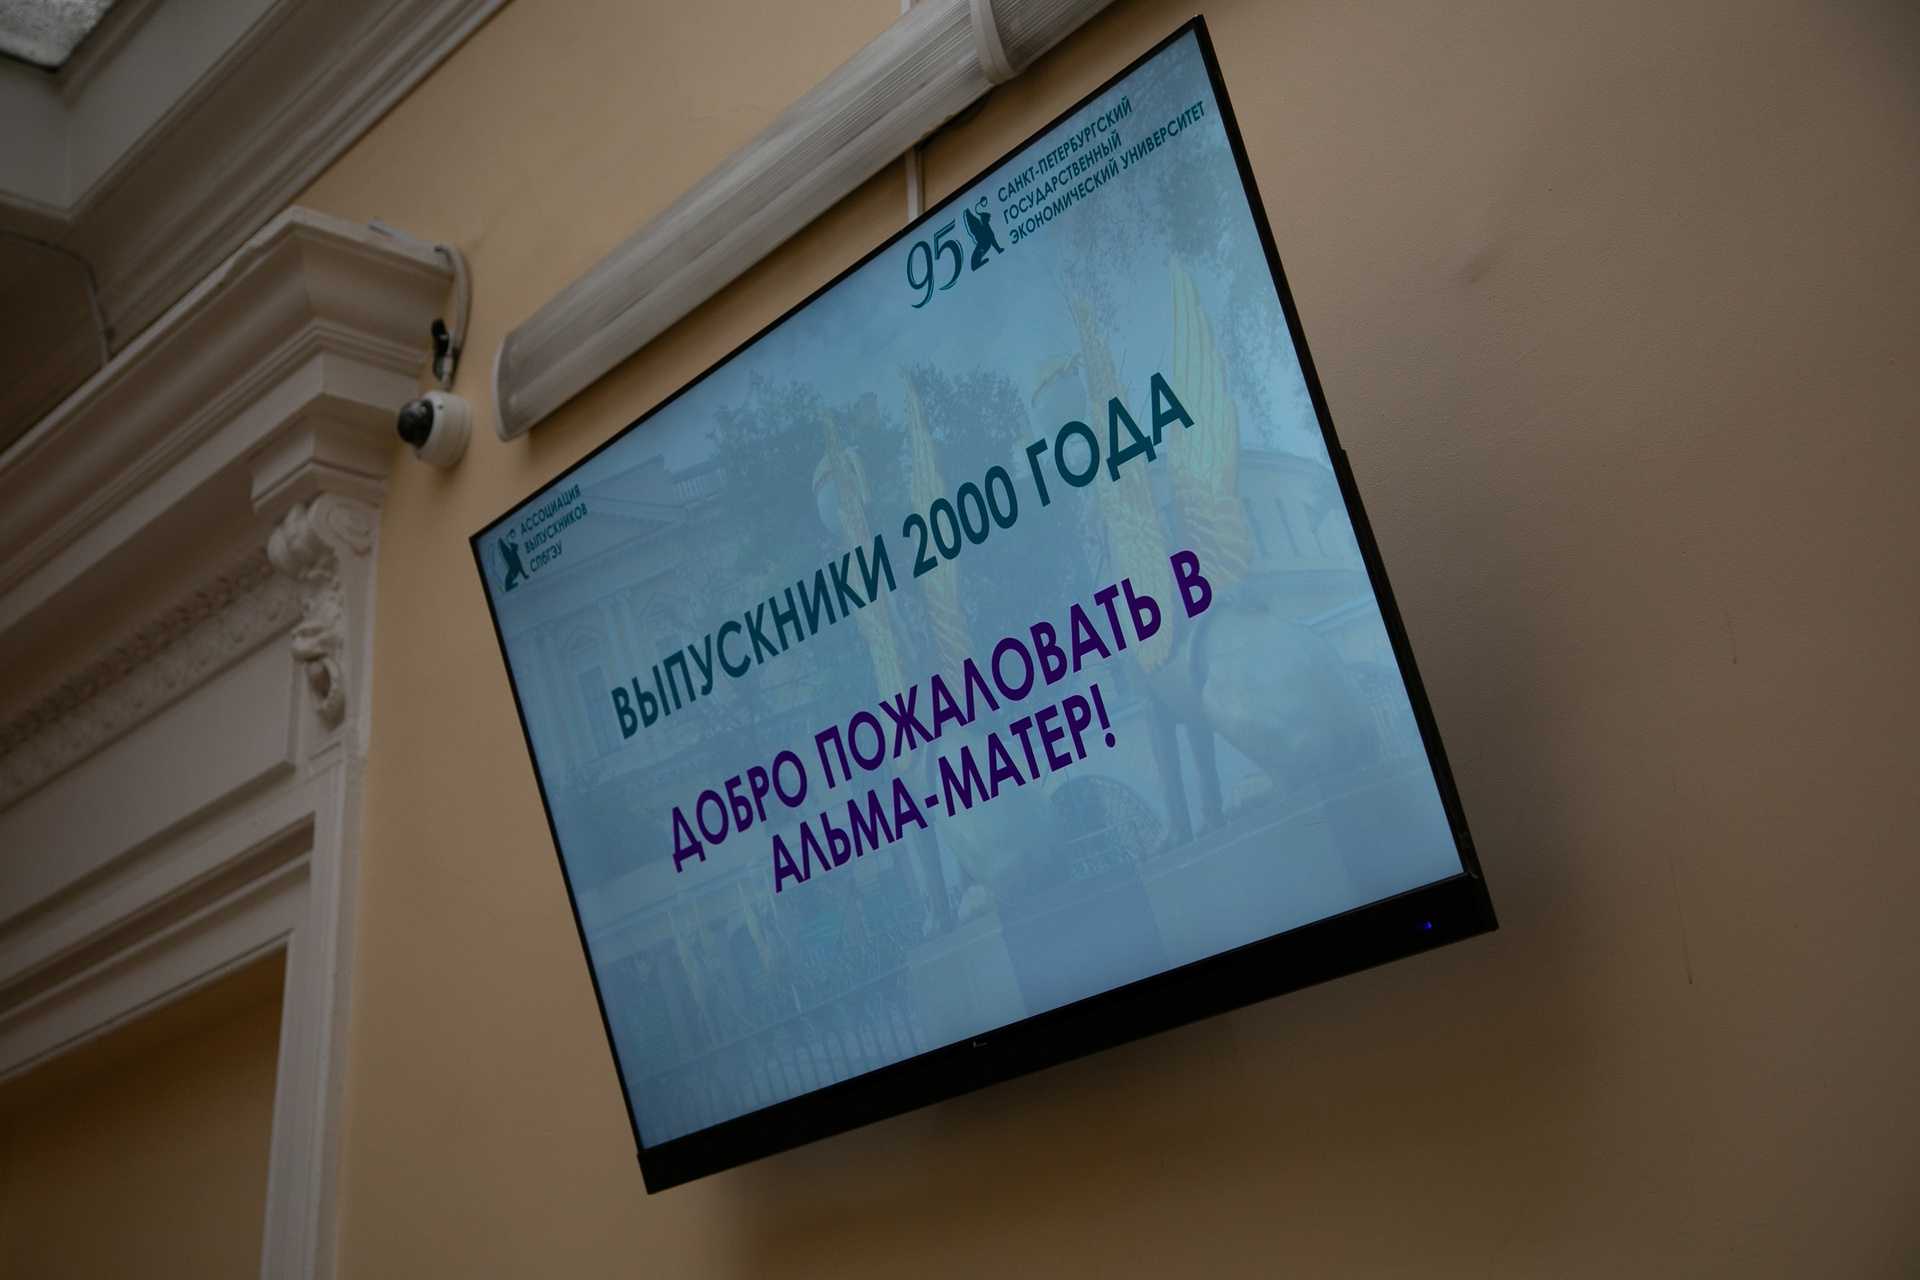 95
САНКТ-ПЕТЕРБУРГСКИЙ
ГОСУДАРСТВЕННЫЙ
ЭКОНОМИЧЕСКИЙ УНИВЕРСИТЕТ
АССОЦИАЦИЯ
ВЫПУСКНИКОВ
СПбГЭУ
ВЫПУСКНИКИ 2000 ГОДА
ДОБРО ПОЖАЛОВАТЬ В
АЛЬМА-МАТЕР!